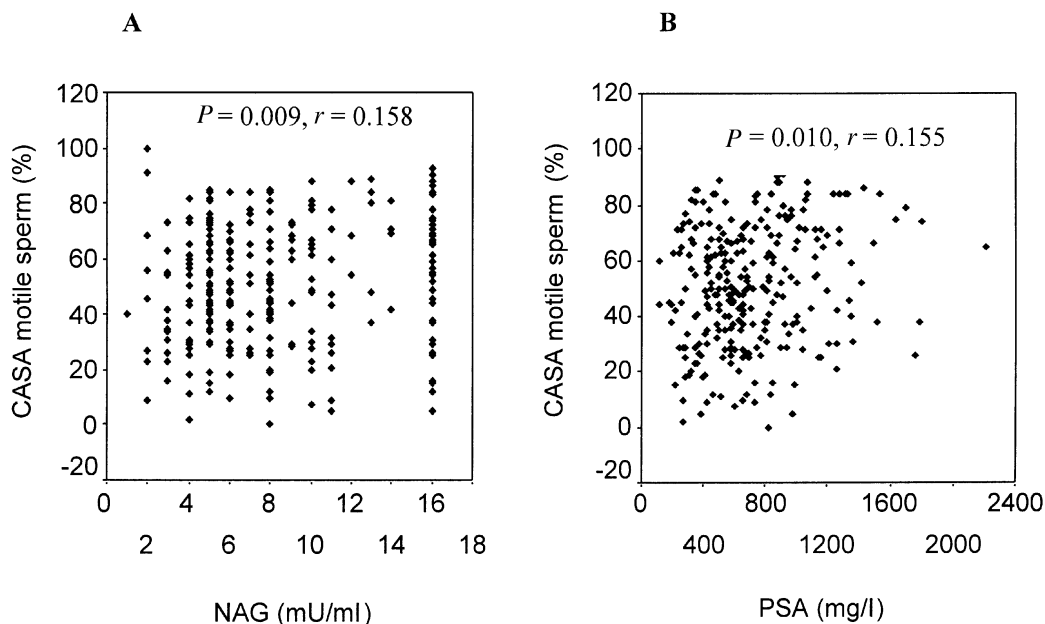 A
B
P = 0.009, r = 0.158
P = 0.010, r = 0.155
CASA motile sperm (%)
120
100
80
60
40
20
0
-20
0 4 8 12 16
2 6 10 14 18
NAG (mU/ml)
CASA motile sperm (%)
120
100
80
60
40
20
0
-20
0 800 1600 2400
400 1200 2000
PSA (mg/l)